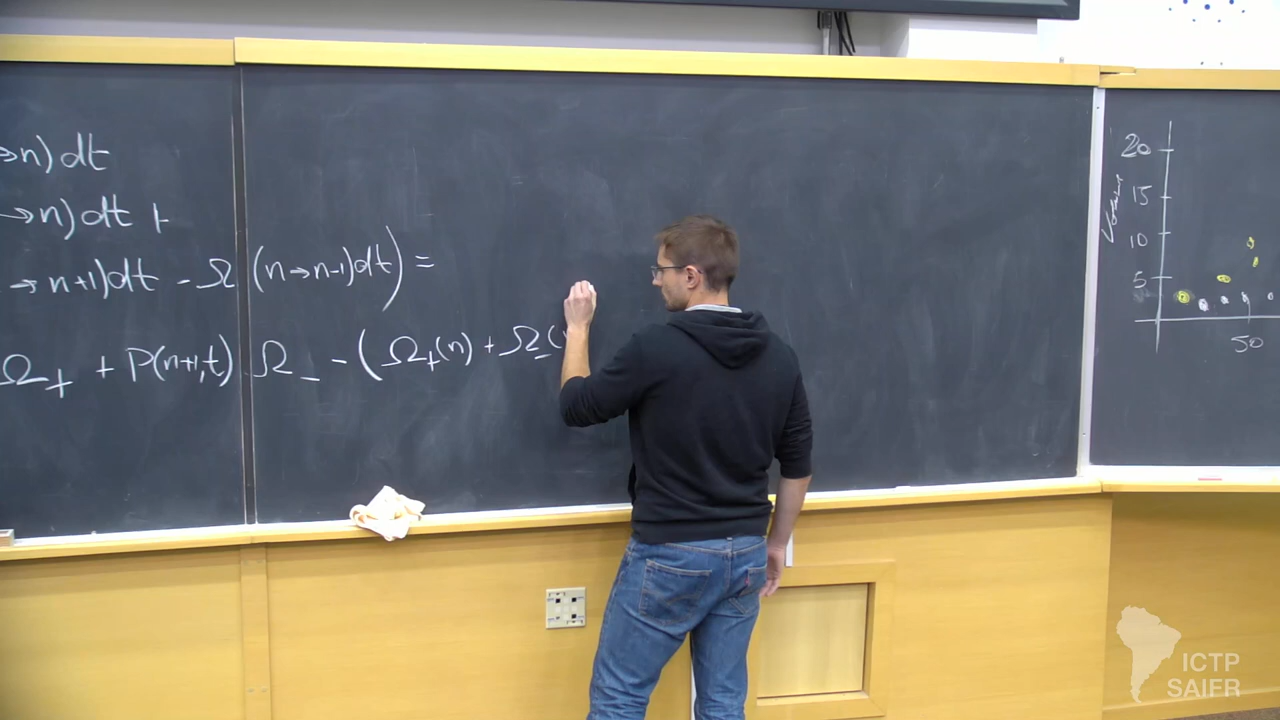 →n) dt
→n) dt +
→ n+1) dt - Ω (n→n-1) dt) =
Ω₊ + P(n+1,t) Ω₋ - (Ω₊(n) + Ω₋(
20
15
10
5
50
ICTP
SAIFR